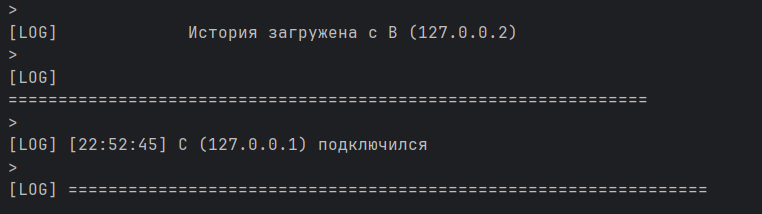 >
[LOG]             История загружена с B (127.0.0.2)
>
[LOG]
================================================================
>
[LOG] [22:52:45] C (127.0.0.1) подключился
>
[LOG] ================================================================